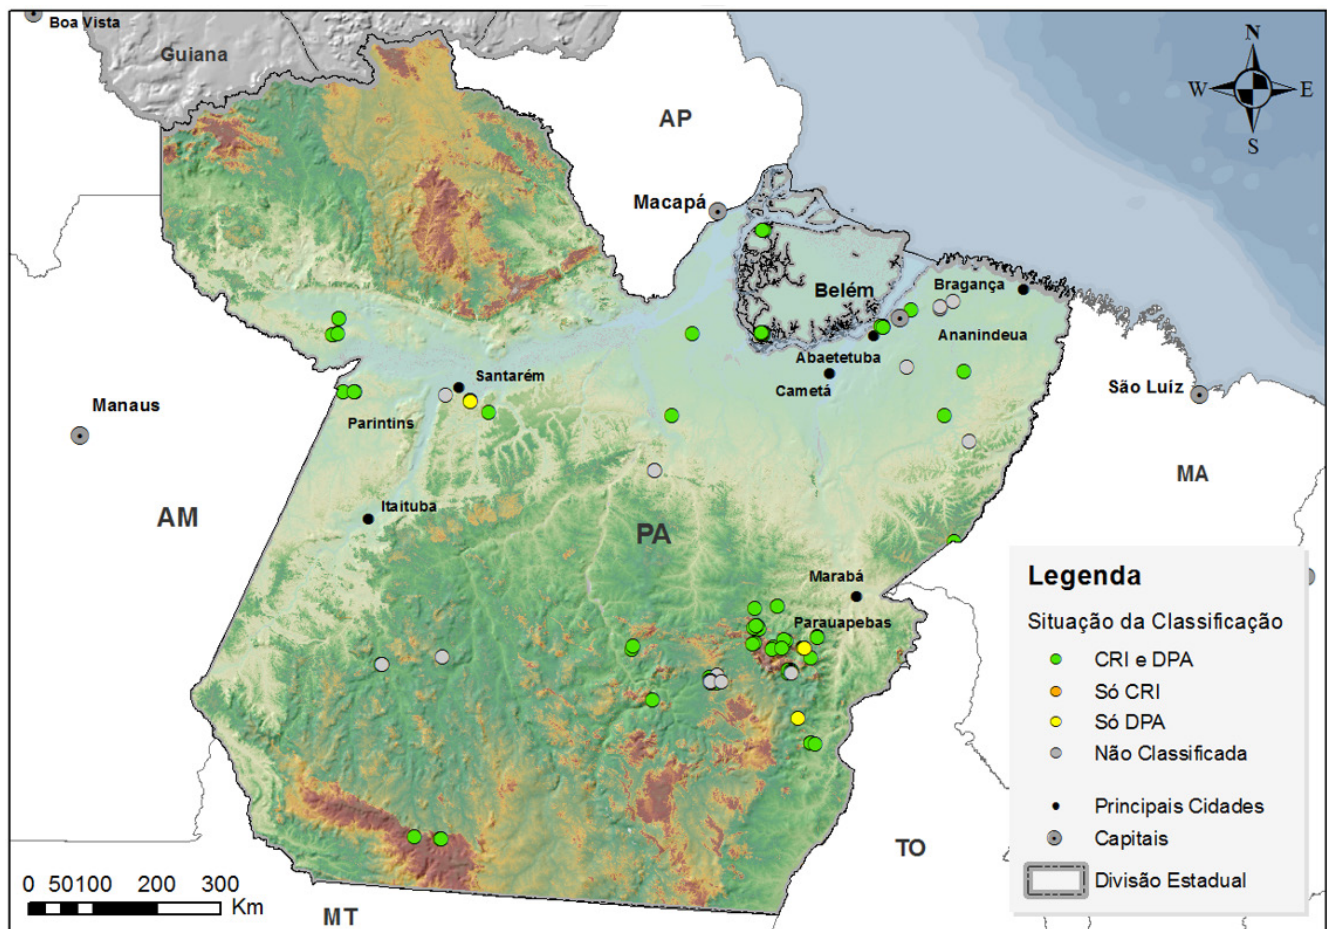 Boa Vista
Guiana
N
W
E
S
AP
Macapá
Belém
Bragança
Ananindeua
Abaetetuba
Cametá
Santarém
São Luíz
Manaus
Parintins
MA
Itaituba
AM
PA
Marabá
Parauapebas
TO
MT
0 50 100 200 300
Km
Legenda
Situação da Classificação
CRI e DPA
Só CRI
Só DPA
Não Classificada
Principais Cidades
Capitais
Divisão Estadual